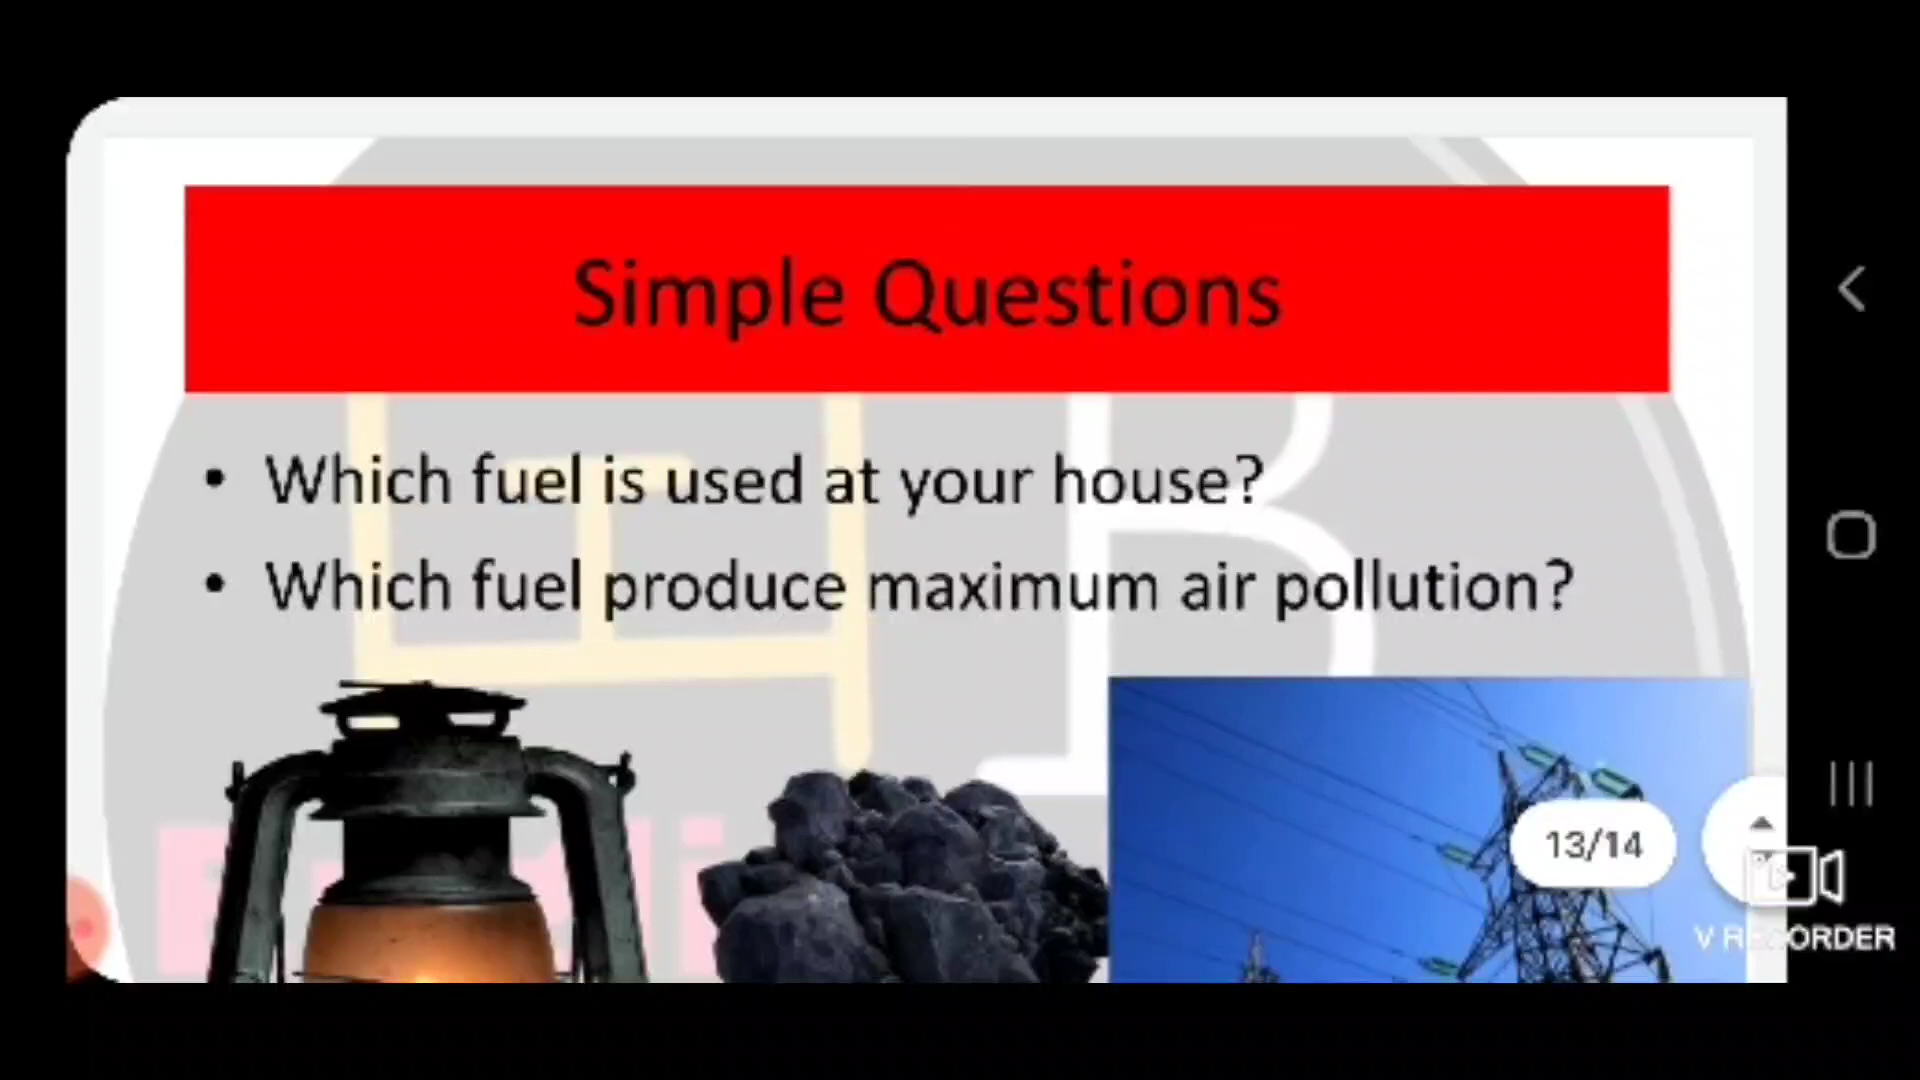 Simple Questions
• Which fuel is used at your house?
• Which fuel produce maximum air pollution?
13/14